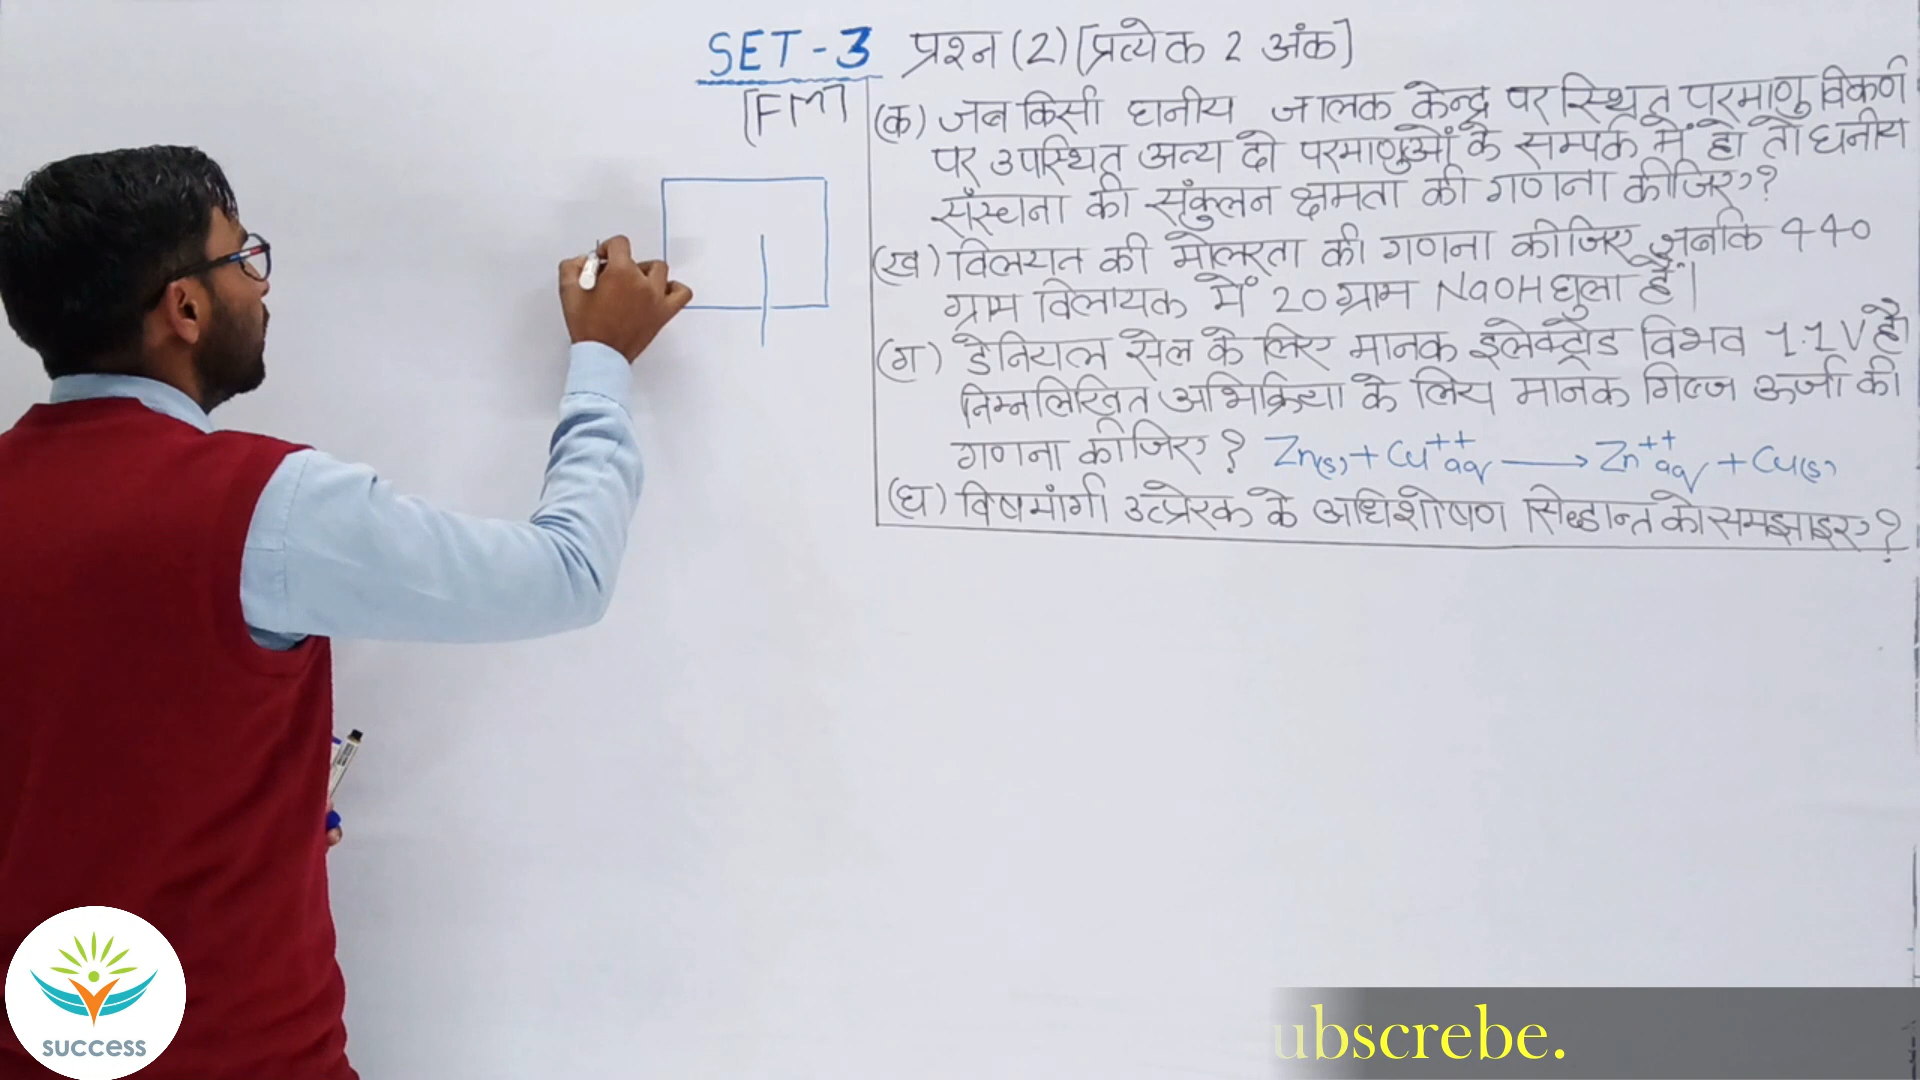 SET-3 प्रश्न (2) [प्रत्येक 2 अंक]
[FM]
(क) जब किसी घनीय जालक केन्द्र पर स्थित परमाणु विकर्ण
पर उपस्थित अन्य दो परमाणुओं के सम्पर्क में हो तो घनीय
संरचना की संकुलन क्षमता की गणना कीजिए?
(ख) विलयन की मोलरता की गणना कीजिए जबकि 440
ग्राम विलायक में 20 ग्राम NaOH घुला है।
(ग) डेनियल सेल के लिए मानक इलेक्ट्रोड विभव 1.1V है।
निम्नलिखित अभिक्रिया के लिये मानक गिब्ज ऊर्जा की
गणना कीजिए? Zn(s) + Cu⁺⁺aq ⟶ Zn⁺⁺aq + Cu(s)
(घ) विषमांगी उत्प्रेरक के अधिशोषण सिद्धान्त को समझाइए?
success
ubscrebe.